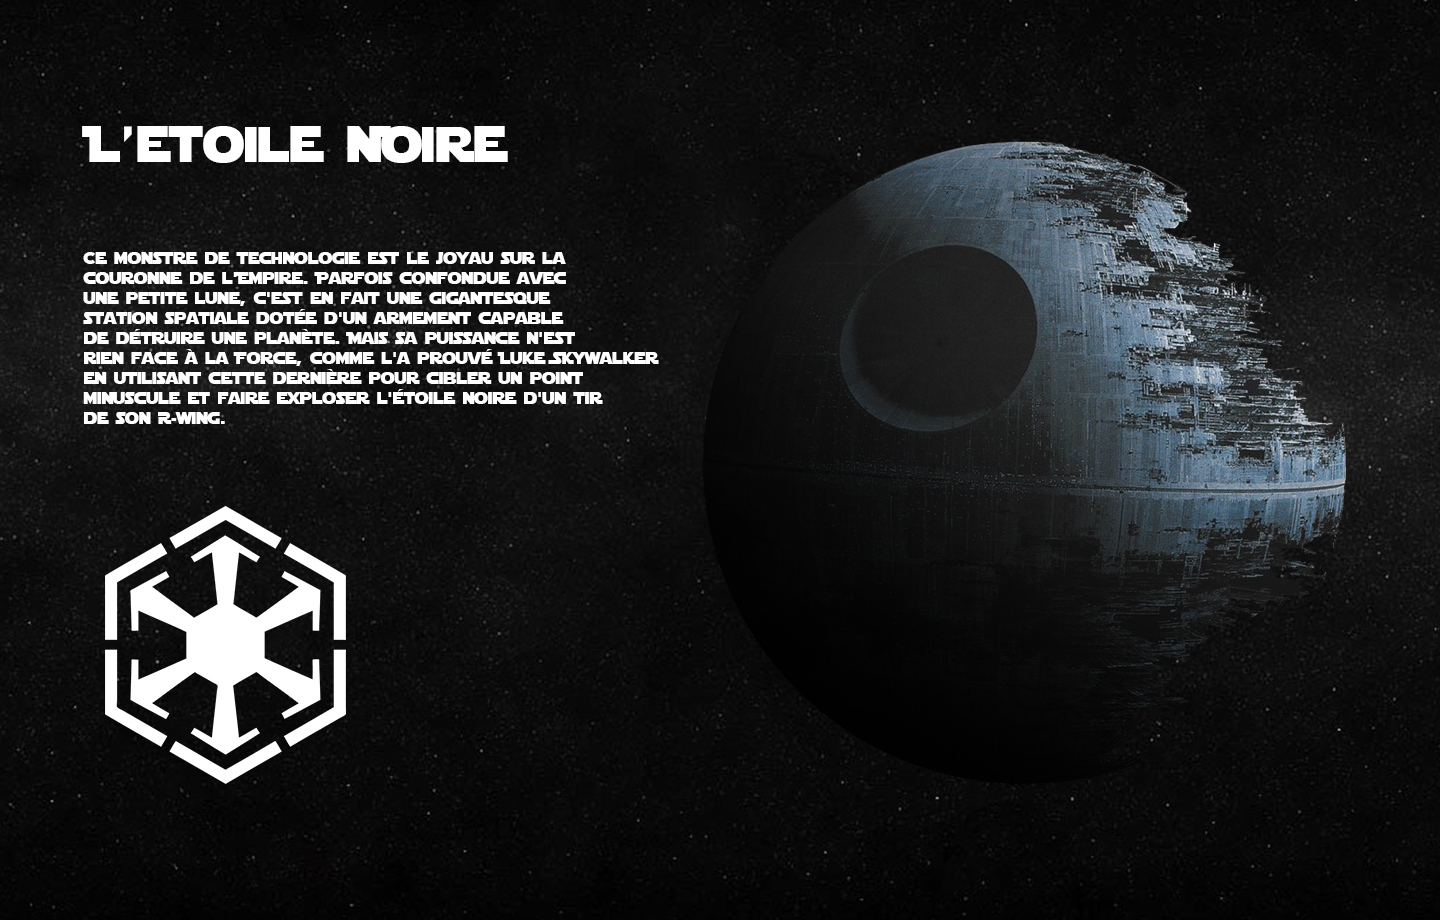 L'ETOILE NOIRE
CE MONSTRE DE TECHNOLOGIE EST LE JOYAU SUR LA
COURONNE DE L'EMPIRE. PARFOIS CONFONDUE AVEC
UNE PETITE LUNE, C'EST EN FAIT UNE GIGANTESQUE
STATION SPATIALE DOTÉE D'UN ARMEMENT CAPABLE
DE DÉTRUIRE UNE PLANÈTE. MAIS SA PUISSANCE N'EST
RIEN FACE À LA FORCE, COMME L'A PROUVÉ LUKE SKYWALKER
EN UTILISANT CETTE DERNIÈRE POUR CIBLER UN POINT
MINUSCULE ET FAIRE EXPLOSER L'ÉTOILE NOIRE D'UN TIR
DE SON R-WING.